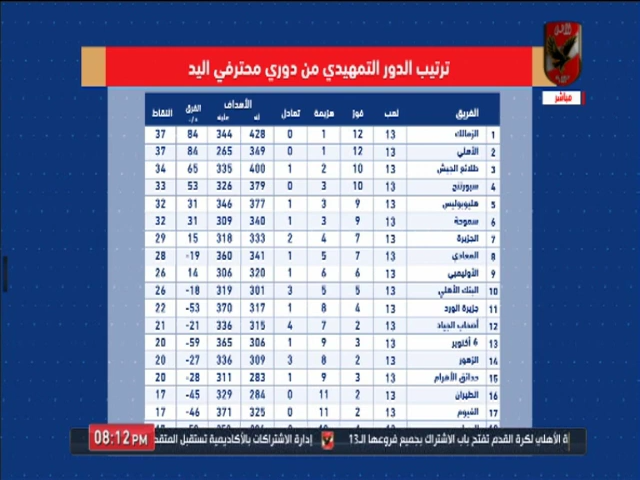 ترتيب الدور التمهيدي من دوري محترفي اليد
مباشر
الفريق لعب فوز هزيمة تعادل الأهداف له عليه الفرق النقاط
1 الزمالك 13 12 1 0 428 344 84 37
2 الأهلي 13 12 1 0 349 265 84 37
3 طلائع الجيش 13 10 2 1 400 335 65 34
4 سبورتنج 13 10 3 0 379 326 53 33
5 هليوبوليس 13 9 3 1 377 346 31 32
6 سموحة 13 9 3 1 340 309 31 32
7 الجزيرة 13 7 4 2 333 318 15 29
8 المعادي 13 7 5 1 341 360 -19 28
9 الأوليمبي 13 6 6 1 320 306 14 26
10 البنك الأهلي 13 5 5 3 301 319 -18 26
11 جزيرة الورد 13 4 8 1 317 370 -53 22
12 أصحاب الجياد 13 2 7 4 315 336 -21 21
13 6 أكتوبر 13 3 9 1 306 365 -59 20
14 الزهور 13 2 8 3 309 336 -27 20
15 حدائق الأهرام 13 3 9 1 283 311 -28 20
16 الطيران 13 2 11 0 284 329 -45 17
17 الفيوم 13 2 11 0 325 371 -46 17
ة الأهلي لكرة القدم تفتح باب الاشتراك بجميع فروعها الـ13 إدارة الاشتراكات بالأكاديمية تستقبل المتقد
08:12 PM